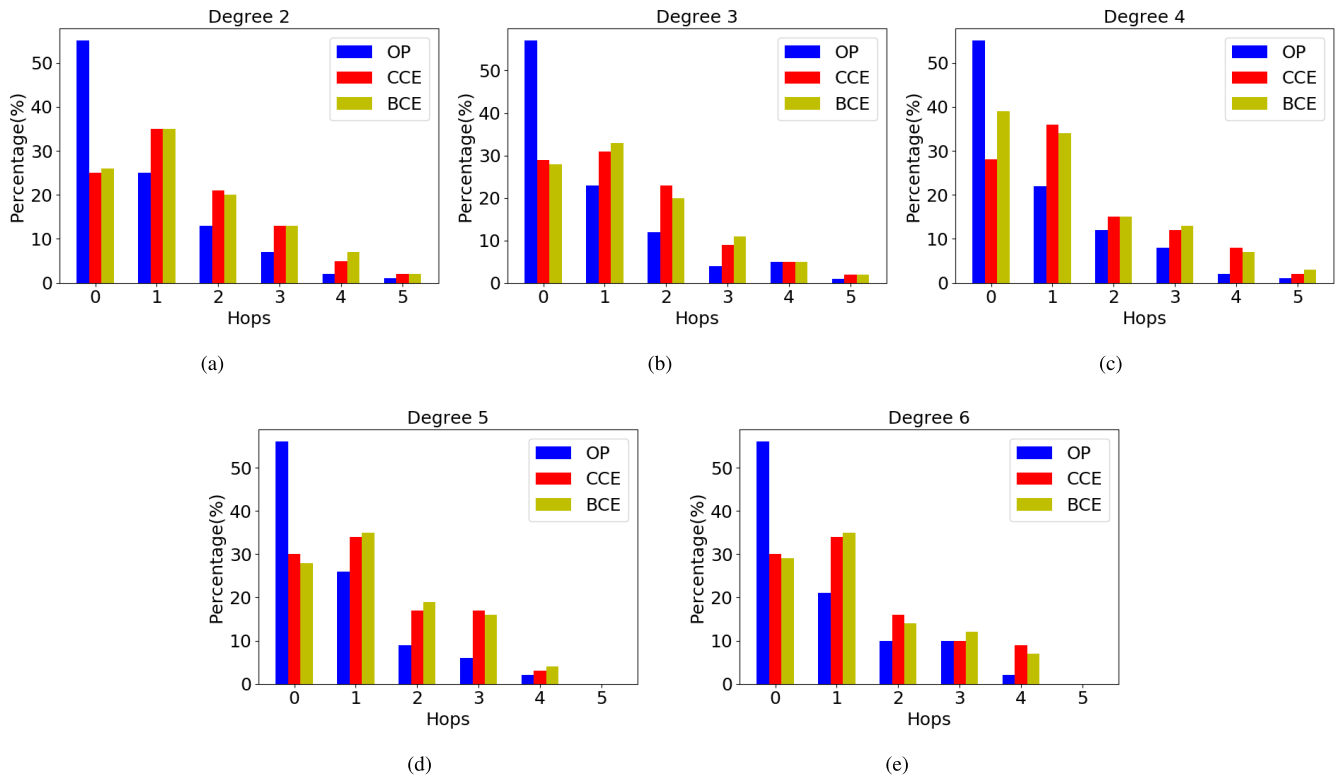 Degree 2
Percentage(%)
50
40
30
20
10
0
OP
CCE
BCE
0 1 2 3 4 5
Hops
(a)
Degree 3
Percentage(%)
50
40
30
20
10
0
OP
CCE
BCE
0 1 2 3 4 5
Hops
(b)
Degree 4
Percentage(%)
50
40
30
20
10
0
OP
CCE
BCE
0 1 2 3 4 5
Hops
(c)
Degree 5
Percentage(%)
50
40
30
20
10
0
OP
CCE
BCE
0 1 2 3 4 5
Hops
(d)
Degree 6
Percentage(%)
50
40
30
20
10
0
OP
CCE
BCE
0 1 2 3 4 5
Hops
(e)